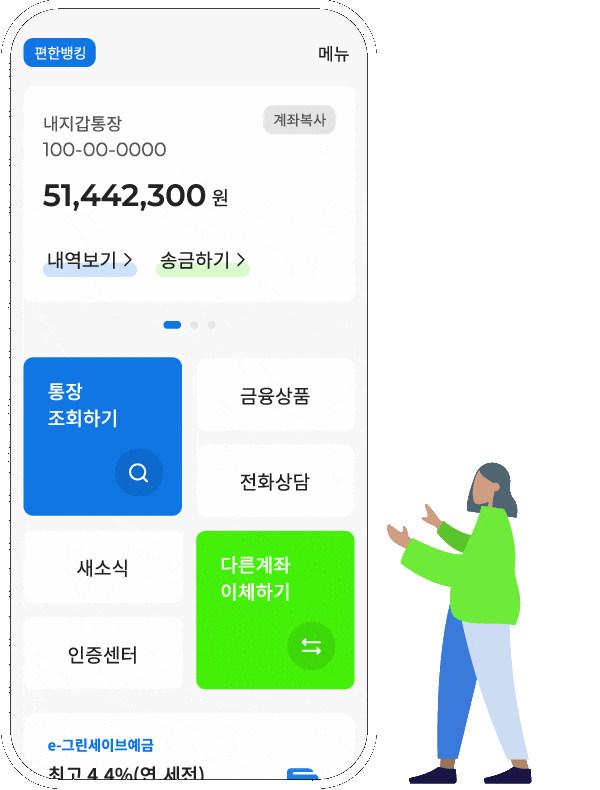 편한뱅킹
메뉴
내지갑통장
계좌복사
100-00-0000
51,442,300 원
내역보기 >
송금하기 >
통장
조회하기
금융상품
전화상담
새소식
다른계좌
이체하기
인증센터
e-그린세이브예금
최고 4.4%(연,세전)